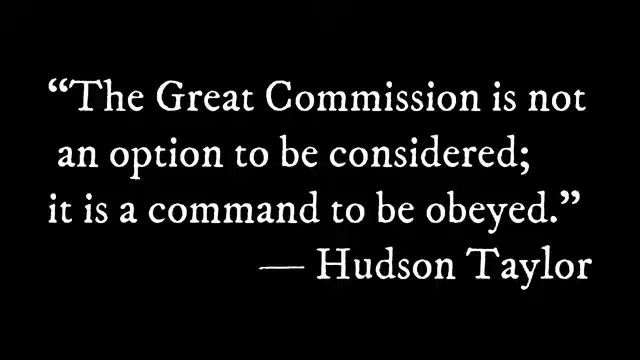 “The Great Commission is not
an option to be considered;
it is a command to be obeyed.”
— Hudson Taylor